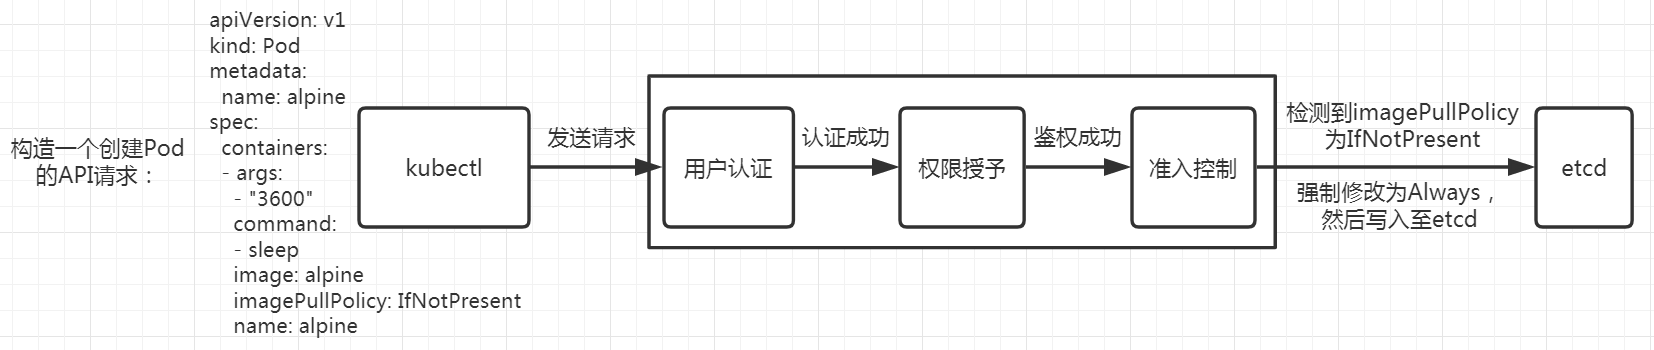 构造一个创建Pod
的API请求：
apiVersion: v1
kind: Pod
metadata:
  name: alpine
spec:
  containers:
  - args:
    - "3600"
    command:
    - sleep
    image: alpine
    imagePullPolicy: IfNotPresent
    name: alpine
kubectl
发送请求
用户认证
认证成功
权限授予
鉴权成功
准入控制
检测到imagePullPolicy
为IfNotPresent
强制修改为Always，
然后写入至etcd
etcd